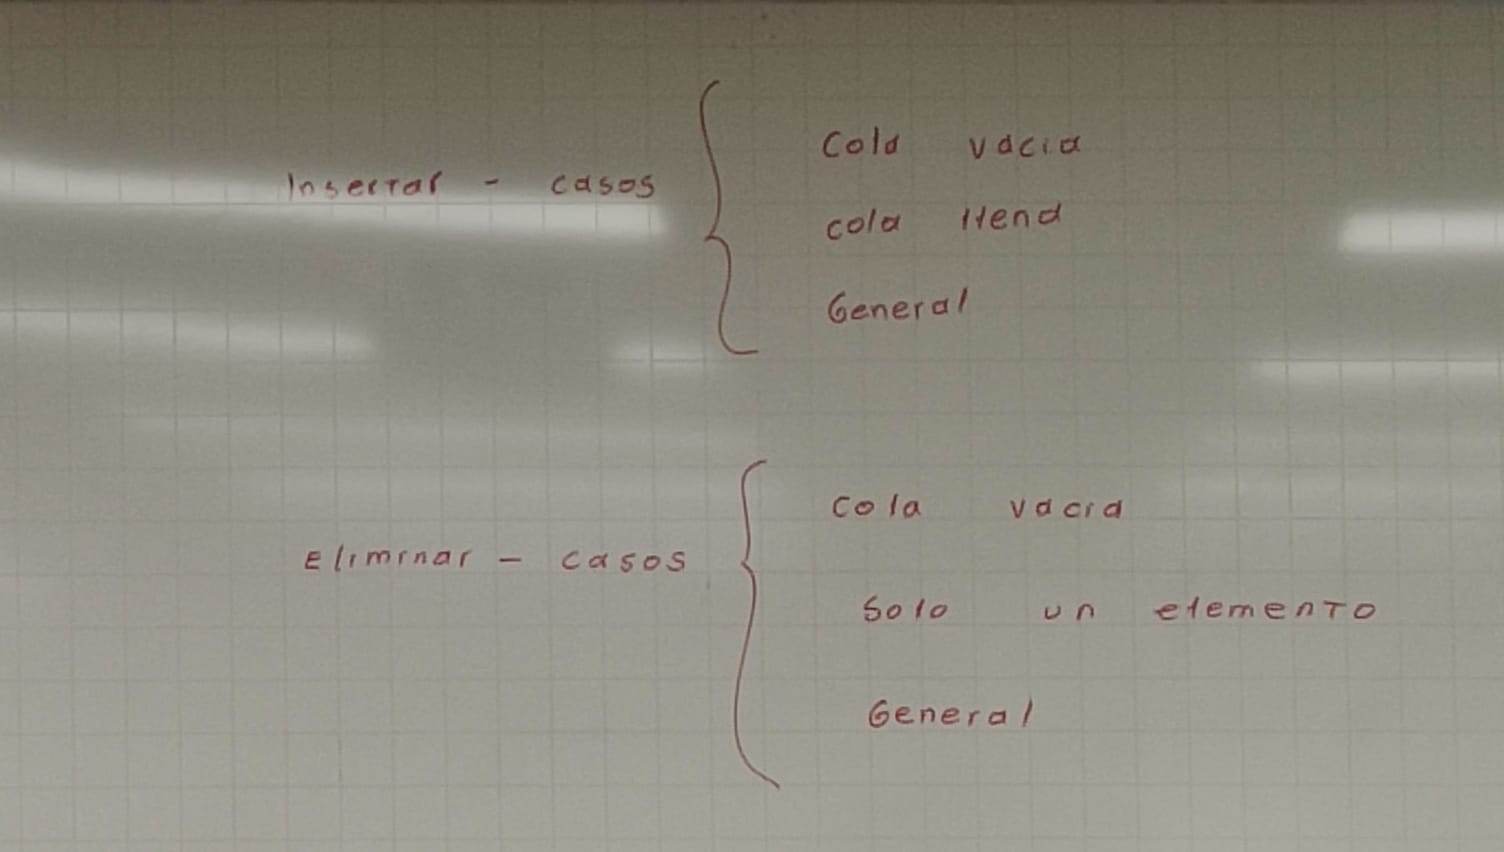 Insertar - casos
Cola vacia
cola llena
General
Eliminar - casos
Cola vacia
Solo un elemento
General